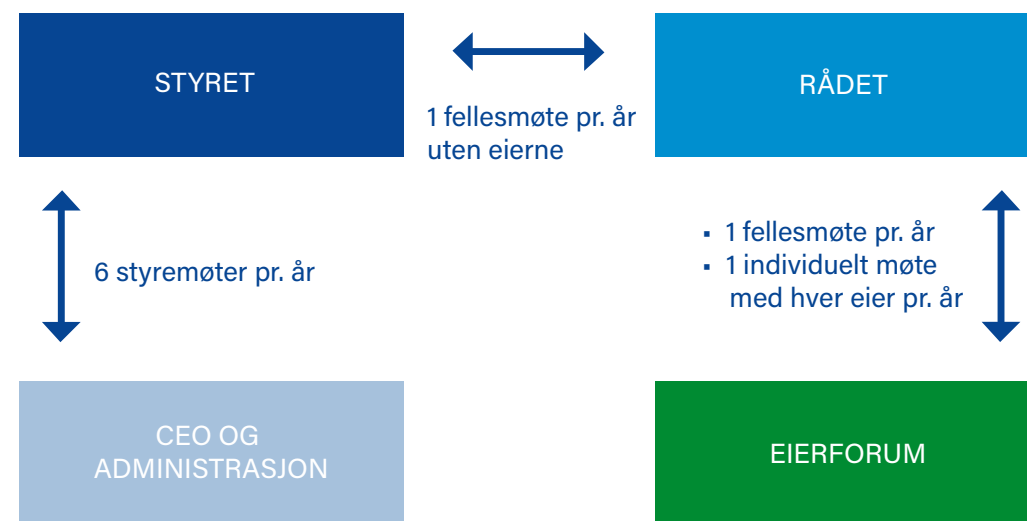 STYRET
1 fellesmøte pr. år
uten eierne
RÅDET
6 styremøter pr. år
▪ 1 fellesmøte pr. år
▪ 1 individuelt møte
med hver eier pr. år
CEO OG
ADMINISTRASJON
EIERFORUM